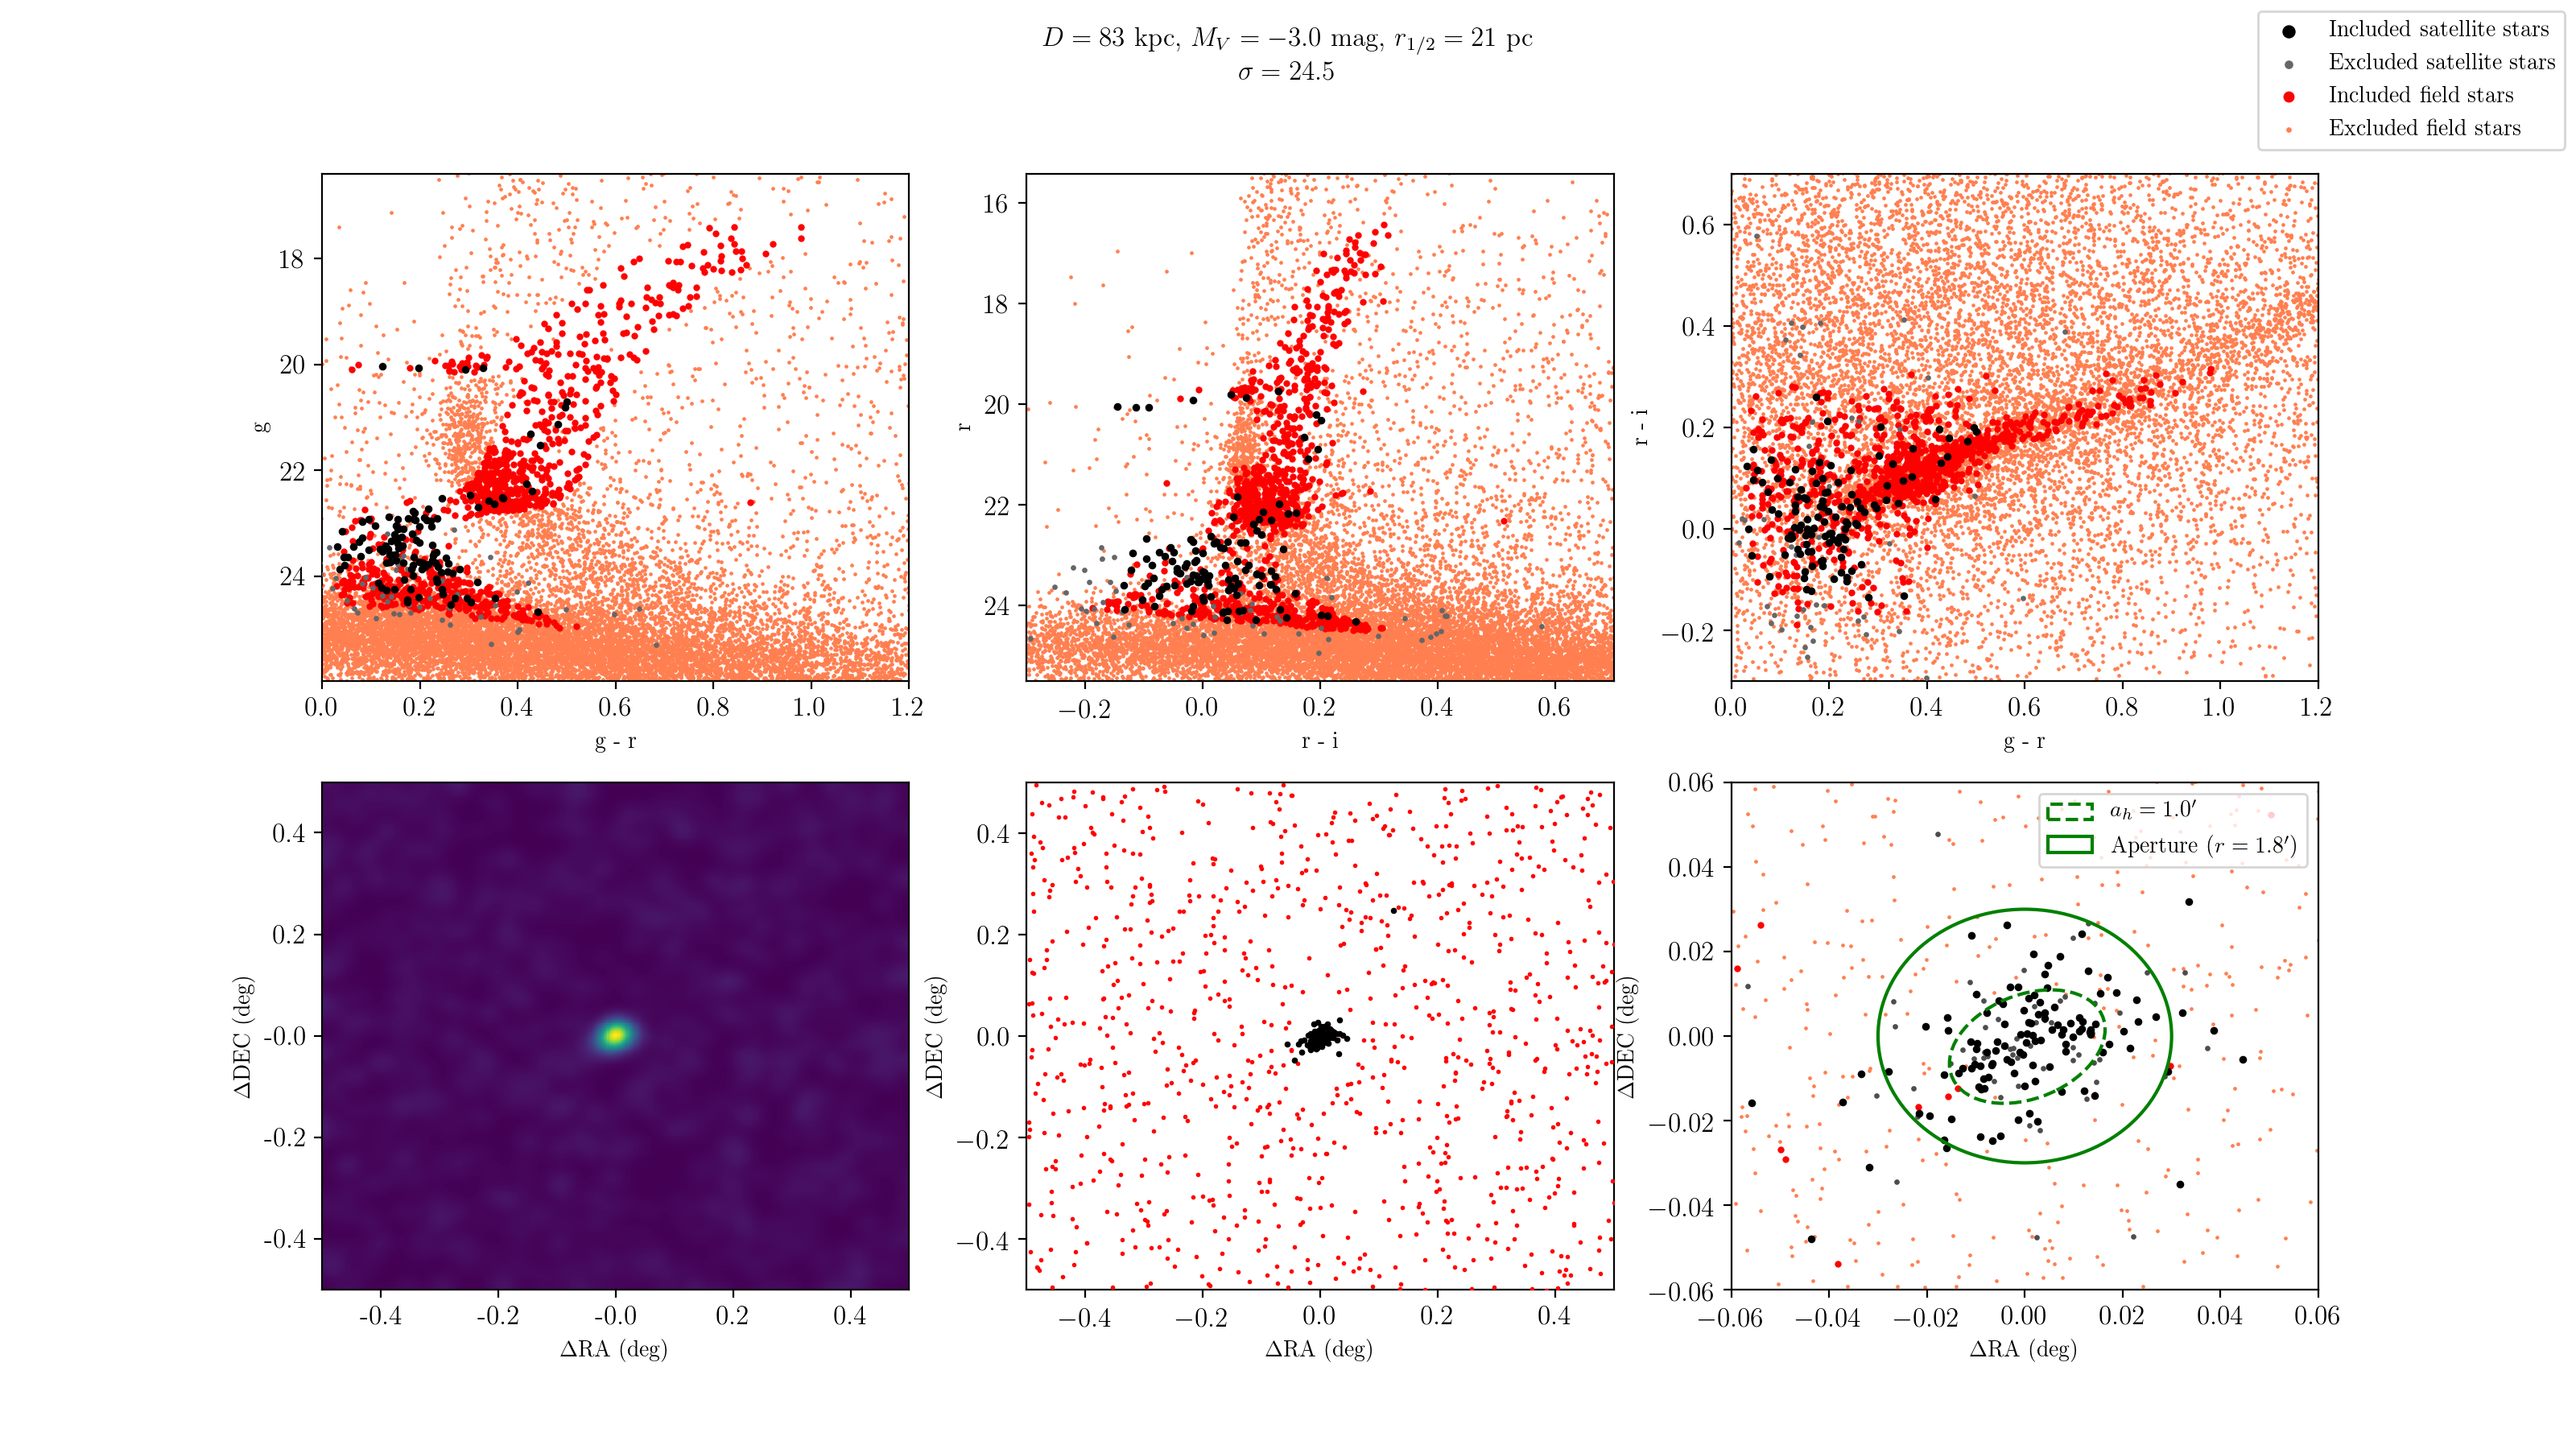 D = 83 kpc, M_V = −3.0 mag, r_{1/2} = 21 pc
σ = 24.5
Included satellite stars
Excluded satellite stars
Included field stars
Excluded field stars
g
18
20
22
24
0.0 0.2 0.4 0.6 0.8 1.0 1.2
g - r
r
16
18
20
22
24
−0.2 0.0 0.2 0.4 0.6
r - i
r - i
0.6
0.4
0.2
0.0
−0.2
0.0 0.2 0.4 0.6 0.8 1.0 1.2
g - r
ΔDEC (deg)
0.4
0.2
-0.0
-0.2
-0.4
-0.4 -0.2 -0.0 0.2 0.4
ΔRA (deg)
ΔDEC (deg)
0.4
0.2
0.0
−0.2
−0.4
−0.4 −0.2 0.0 0.2 0.4
ΔRA (deg)
ΔDEC (deg)
0.06
0.04
0.02
0.00
−0.02
−0.04
−0.06
a_h = 1.0′
Aperture (r = 1.8′)
−0.06 −0.04 −0.02 0.00 0.02 0.04 0.06
ΔRA (deg)